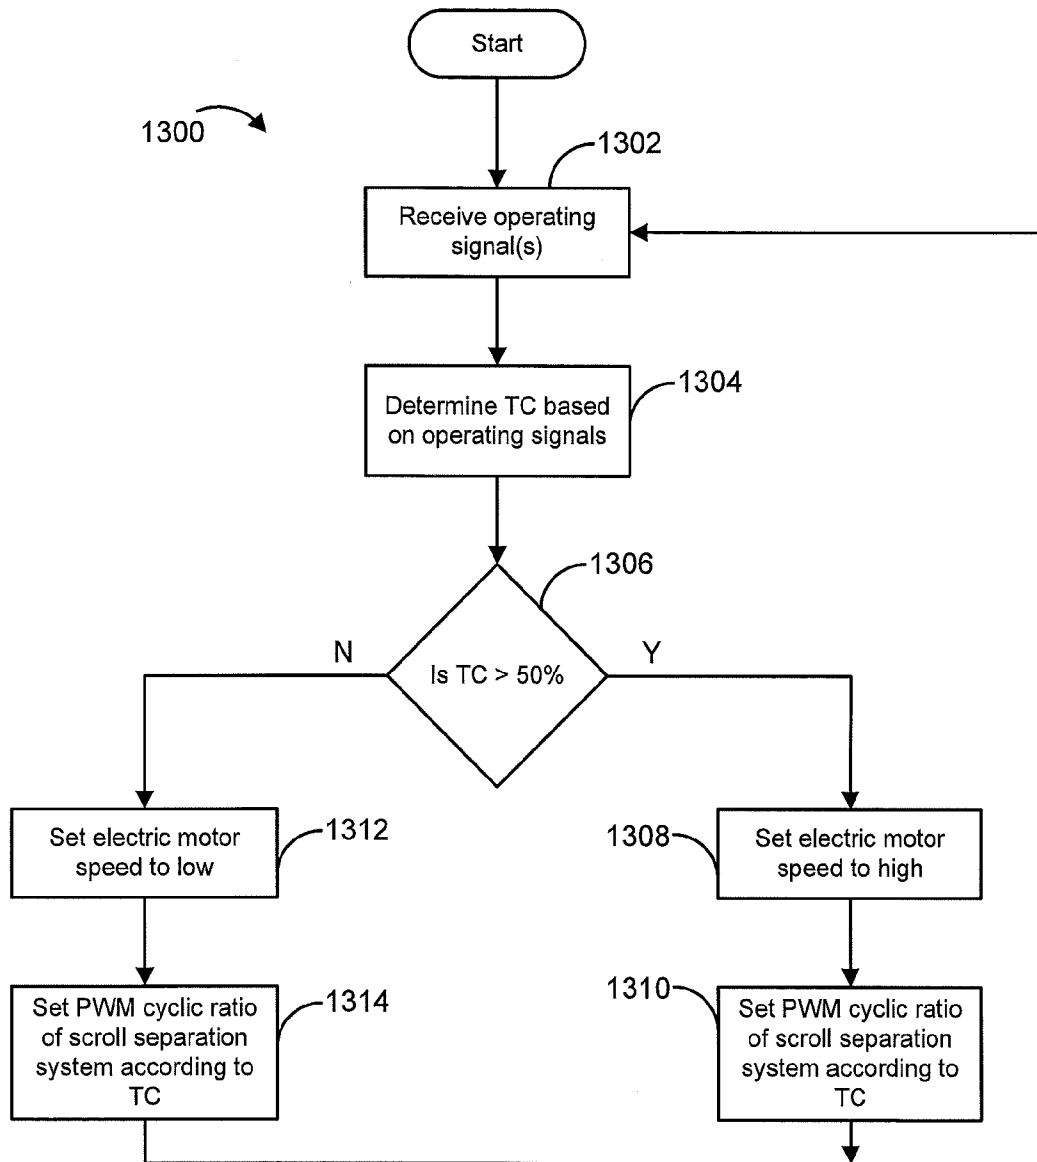 Start
1300
1302
Receive operating
signal(s)
1304
Determine TC based
on operating signals
1306
N
Is TC > 50%
Y
Set electric motor
speed to low
1312
1308
Set electric motor
speed to high
Set PWM cyclic ratio
of scroll separation
system according to
TC
1314
1310
Set PWM cyclic ratio
of scroll separation
system according to
TC